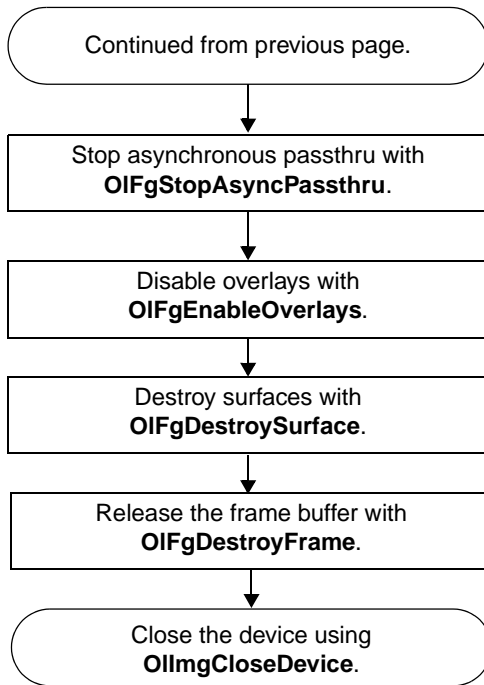 Continued from previous page.
Stop asynchronous passthru with
OlFgStopAsyncPassthru.
Disable overlays with
OlFgEnableOverlays.
Destroy surfaces with
OlFgDestroySurface.
Release the frame buffer with
OlFgDestroyFrame.
Close the device using
OlImgCloseDevice.